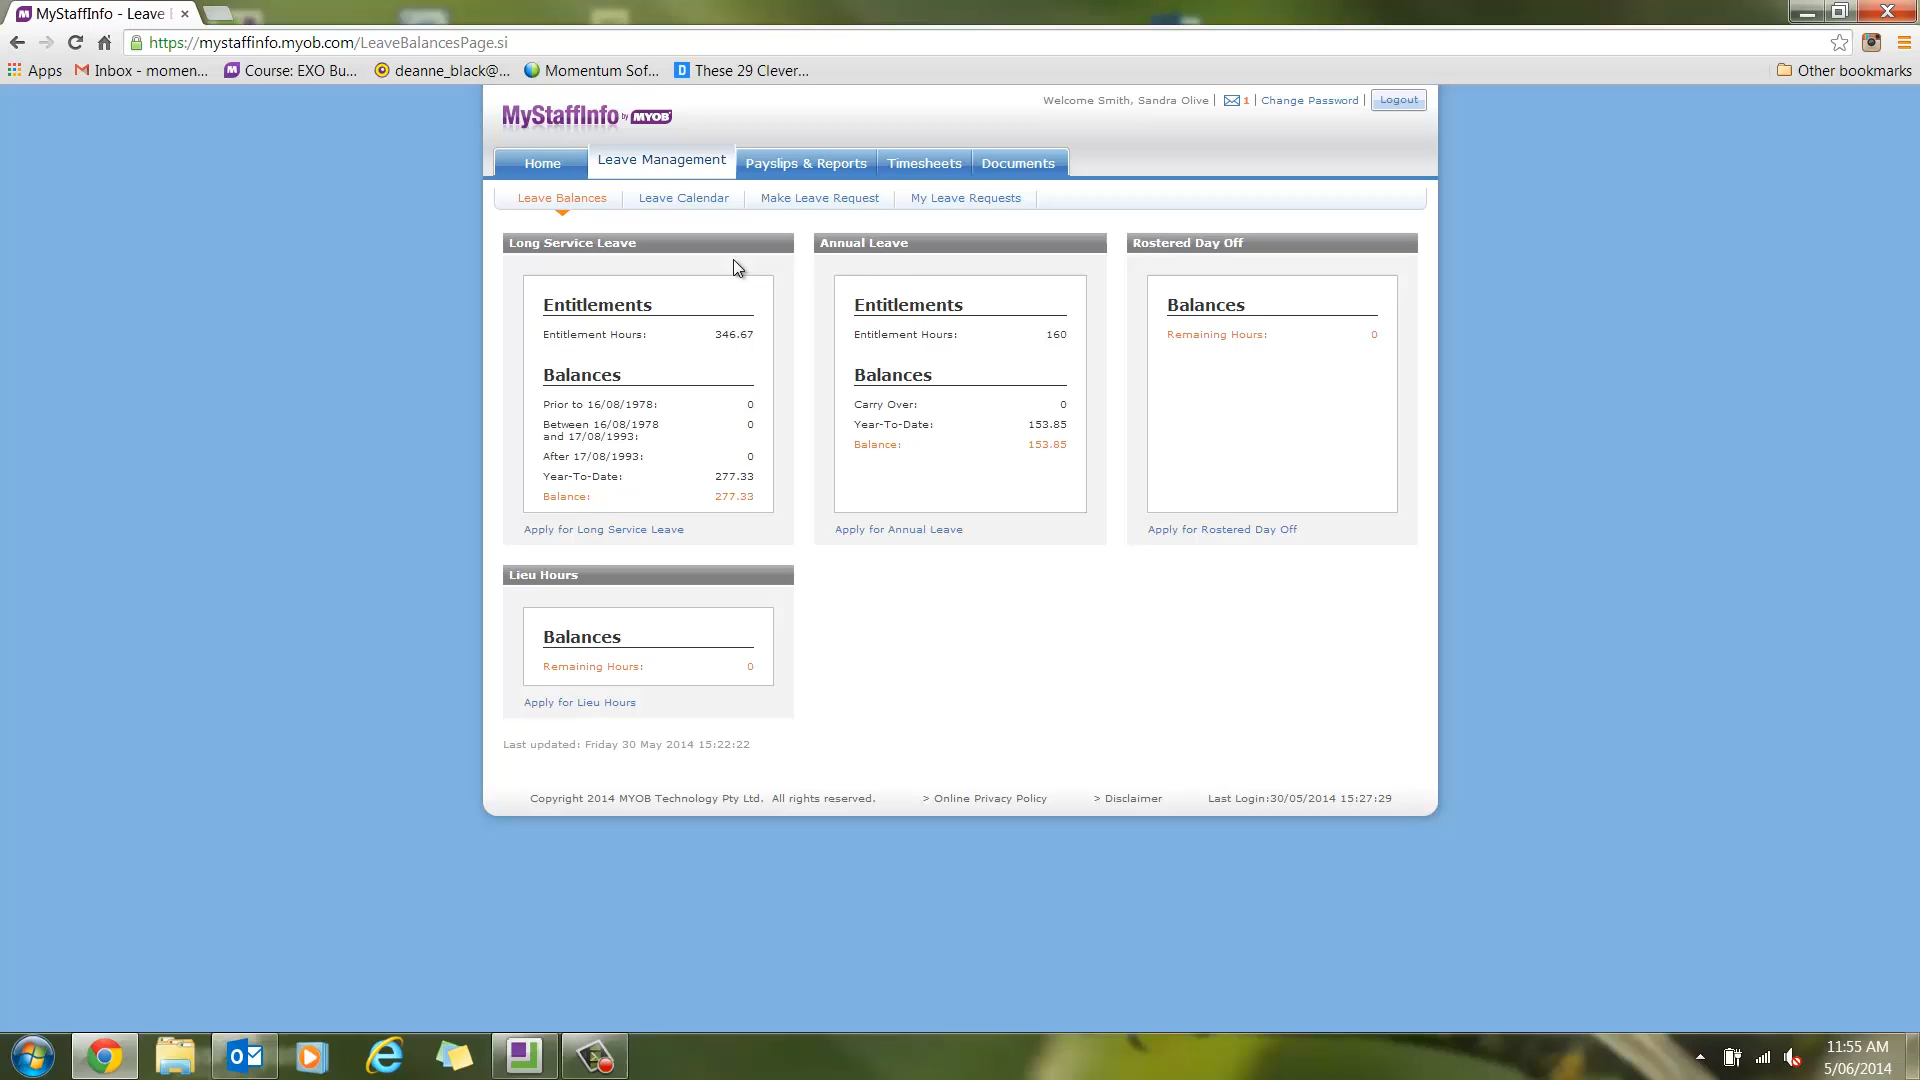 MyStaffInfo - Leave
https://mystaffinfo.myob.com/LeaveBalancesPage.si
Apps Inbox - momen... Course: EXO Bu... deanne_black@... Momentum Sof... These 29 Clever... Other bookmarks
MyStaffInfo by MYOB
Welcome Smith, Sandra Olive | 1 | Change Password | Logout
Home Leave Management Payslips & Reports Timesheets Documents
Leave Balances Leave Calendar Make Leave Request My Leave Requests
Long Service Leave
Entitlements
Entitlement Hours: 346.67
Balances
Prior to 16/08/1978: 0
Between 16/08/1978 0
and 17/08/1993:
After 17/08/1993: 0
Year-To-Date: 277.33
Balance: 277.33
Apply for Long Service Leave
Annual Leave
Entitlements
Entitlement Hours: 160
Balances
Carry Over: 0
Year-To-Date: 153.85
Balance: 153.85
Apply for Annual Leave
Rostered Day Off
Balances
Remaining Hours: 0
Apply for Rostered Day Off
Lieu Hours
Balances
Remaining Hours: 0
Apply for Lieu Hours
Last updated: Friday 30 May 2014 15:22:22
Copyright 2014 MYOB Technology Pty Ltd. All rights reserved. > Online Privacy Policy > Disclaimer Last Login:30/05/2014 15:27:29
11:55 AM
5/06/2014